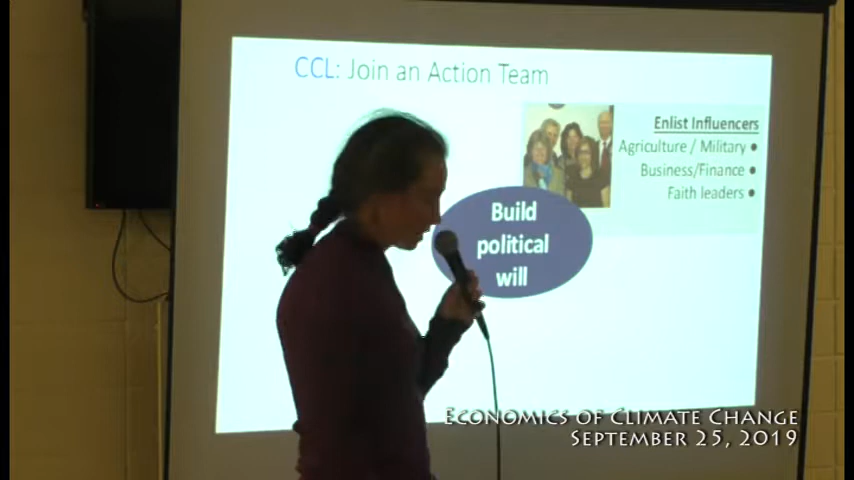 CCL: Join an Action Team
Enlist Influencers
Agriculture / Military •
Business/Finance •
Faith leaders •
Build
political
will
Economics of Climate Change
September 25, 2019